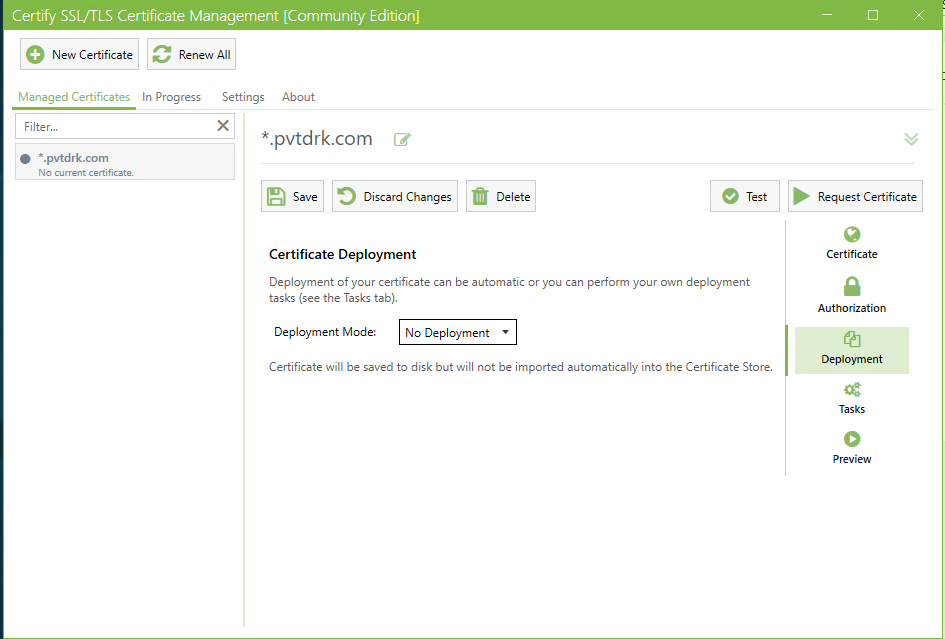 Certify SSL/TLS Certificate Management [Community Edition]
New Certificate
Renew All
Managed Certificates
In Progress
Settings
About
Filter...
*.pvtdrk.com
No current certificate.
*.pvtdrk.com
Save
Discard Changes
Delete
Test
Request Certificate
Certificate Deployment
Deployment of your certificate can be automatic or you can perform your own deployment
tasks (see the Tasks tab).
Deployment Mode:
No Deployment
Certificate will be saved to disk but will not be imported automatically into the Certificate Store.
Certificate
Authorization
Deployment
Tasks
Preview